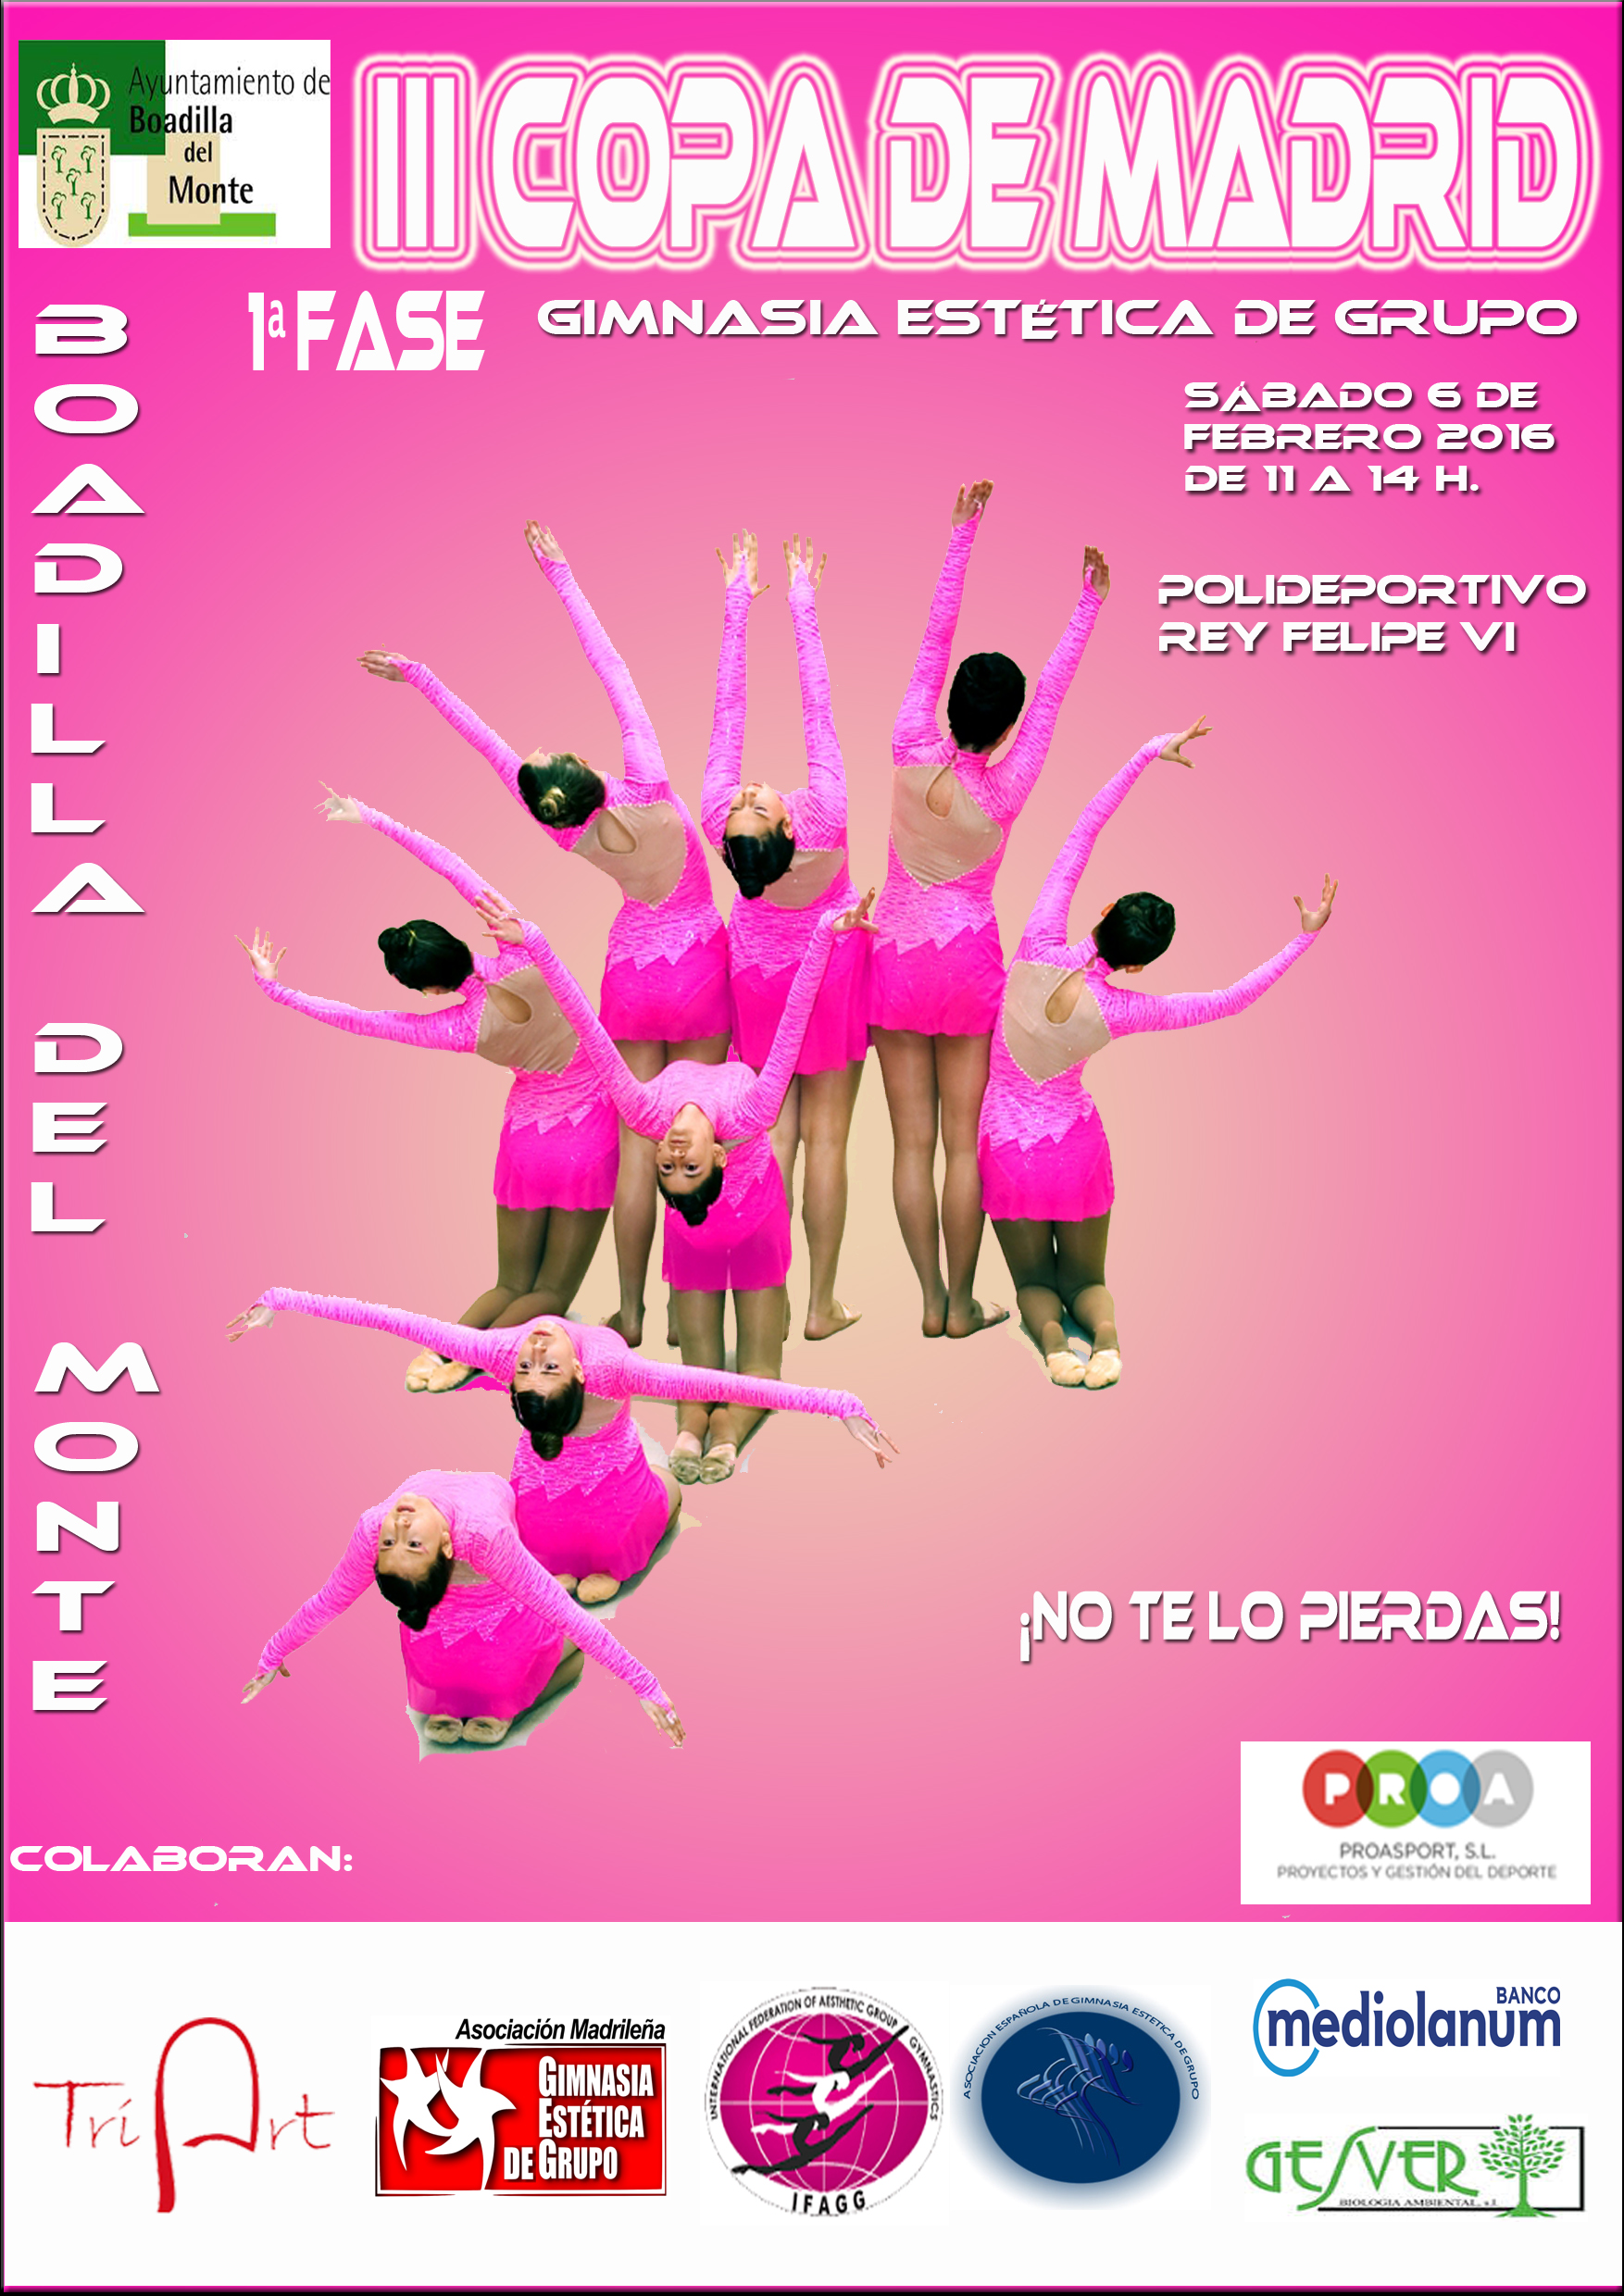 Ayuntamiento de
Boadilla
del
Monte
II COPA DE MADRID
1ª FASE
GIMNASIA ESTÉTICA DE GRUPO
SÁBADO 6 DE
FEBRERO 2016
DE 11 A 14 H.
POLIDEPORTIVO
REY FELIPE VI
BOADILLA DEL MONTE
¡NO TE LO PIERDAS!
PROA
PROASPORT, S.L.
PROYECTOS Y GESTIÓN DEL DEPORTE
COLABORAN:
TriArt
Asociación Madrileña
GIMNASIA
ESTÉTICA
DE GRUPO
INTERNATIONAL FEDERATION OF AESTHETIC GROUP GYMNASTICS
IFAGG
ASOCIACION ESPAÑOLA DE GIMNASIA ESTETICA DE GRUPO
BANCO
mediolanum
GESVER
BIOLOGIA AMBIENTAL, s.l.